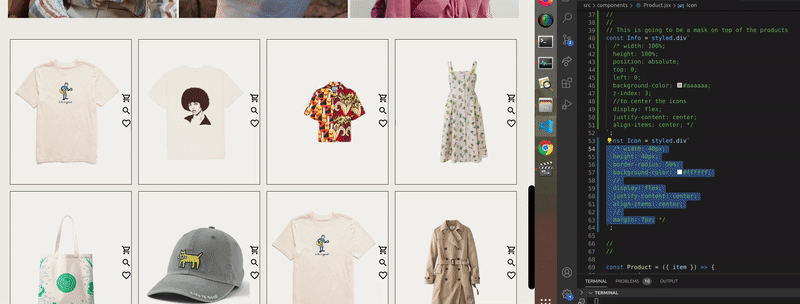 src > components > Product.jsx > Icon
37 //
38 //
39 // This is going to be a mask on top of the products
40 const Info = styled.div`
41 /* width: 100%;
42 height: 100%;
43 position: absolute;
44 top: 0;
45 left: 0;
46 background-color: #aaaaaa;
47 z-index: 3;
48 //to center the icons
49 display: flex;
50 justify-content: center;
51 align-items: center; */
52 `;
53 nst Icon = styled.div`
54 /* width: 40px;
55 height: 40px;
56 border-radius: 50%;
57 background-color: #ffffff;
58 //
59 display: flex;
60 justify-content: center;
61 align-items: center;
62 //
63 margin: 7px; */
64 `;
65
66 //
67 //
68
69 const Product = ({ item }) => {
TERMINAL PROBLEMS 10 OUTPUT
TERMINAL